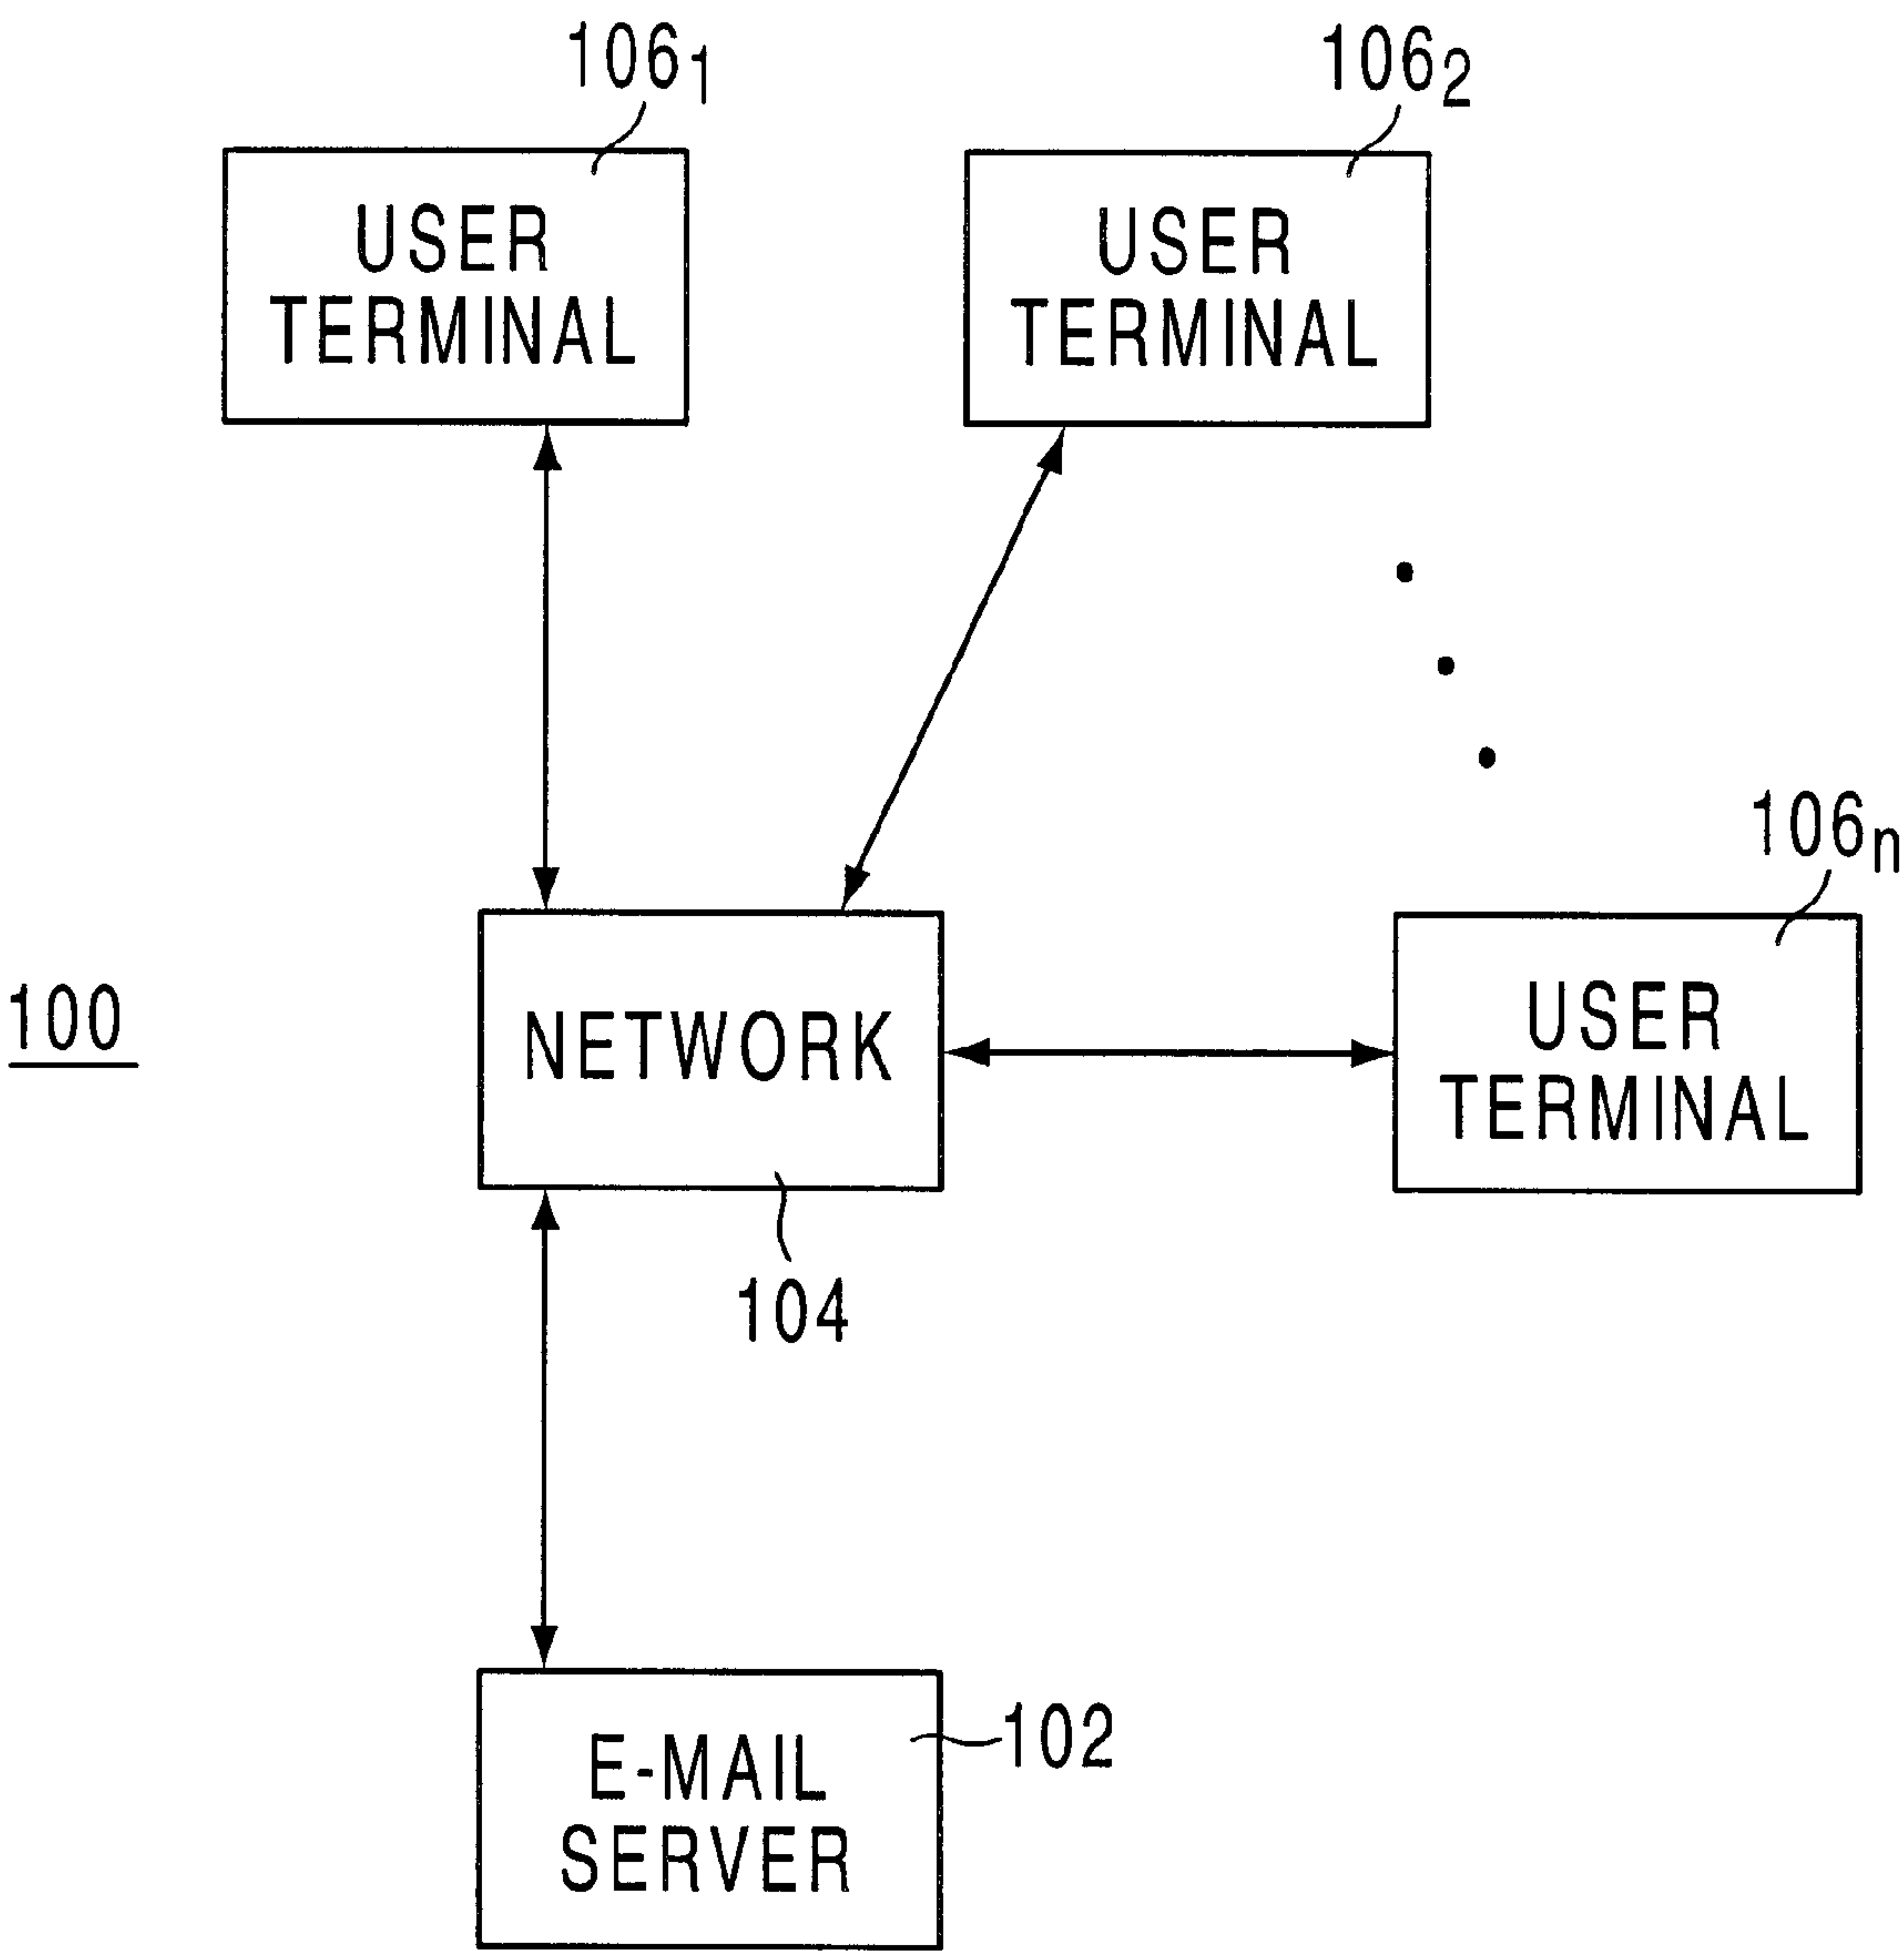 106₁
106₂
USER
TERMINAL
USER
TERMINAL
106ₙ
100
NETWORK
USER
TERMINAL
104
E-MAIL
SERVER
102